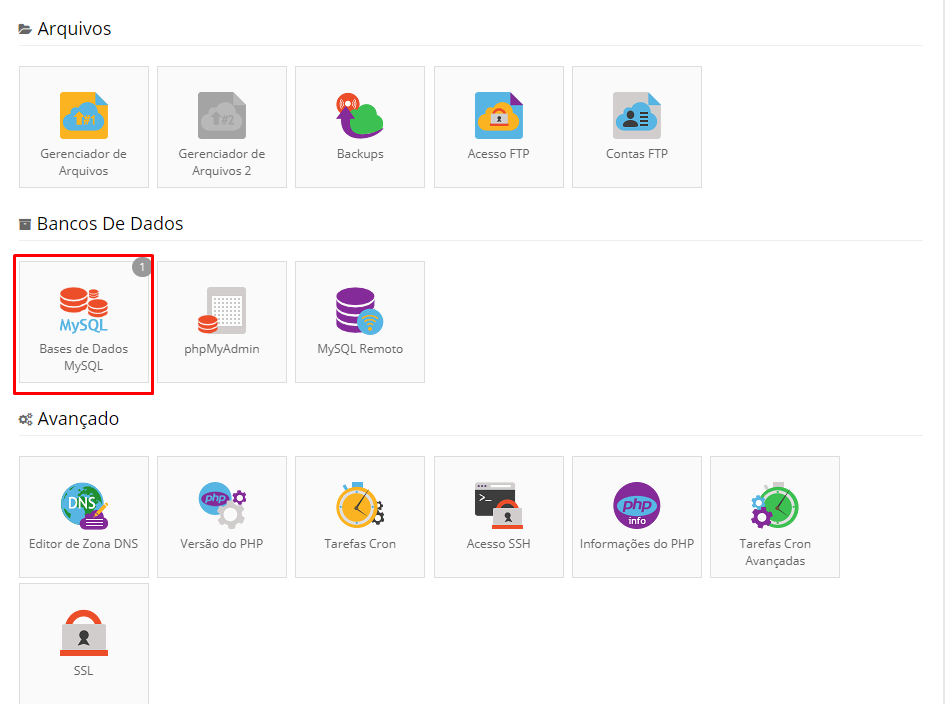 Arquivos
#1
Gerenciador de
Arquivos
#2
Gerenciador de
Arquivos 2
Backups
Acesso FTP
Contas FTP
Bancos De Dados
1
MySQL
Bases de Dados
MySQL
phpMyAdmin
MySQL Remoto
Avançado
DNS
Editor de Zona DNS
php
Versão do PHP
Tarefas Cron
>_
Acesso SSH
php
info
Informações do PHP
Tarefas Cron
Avançadas
SSL